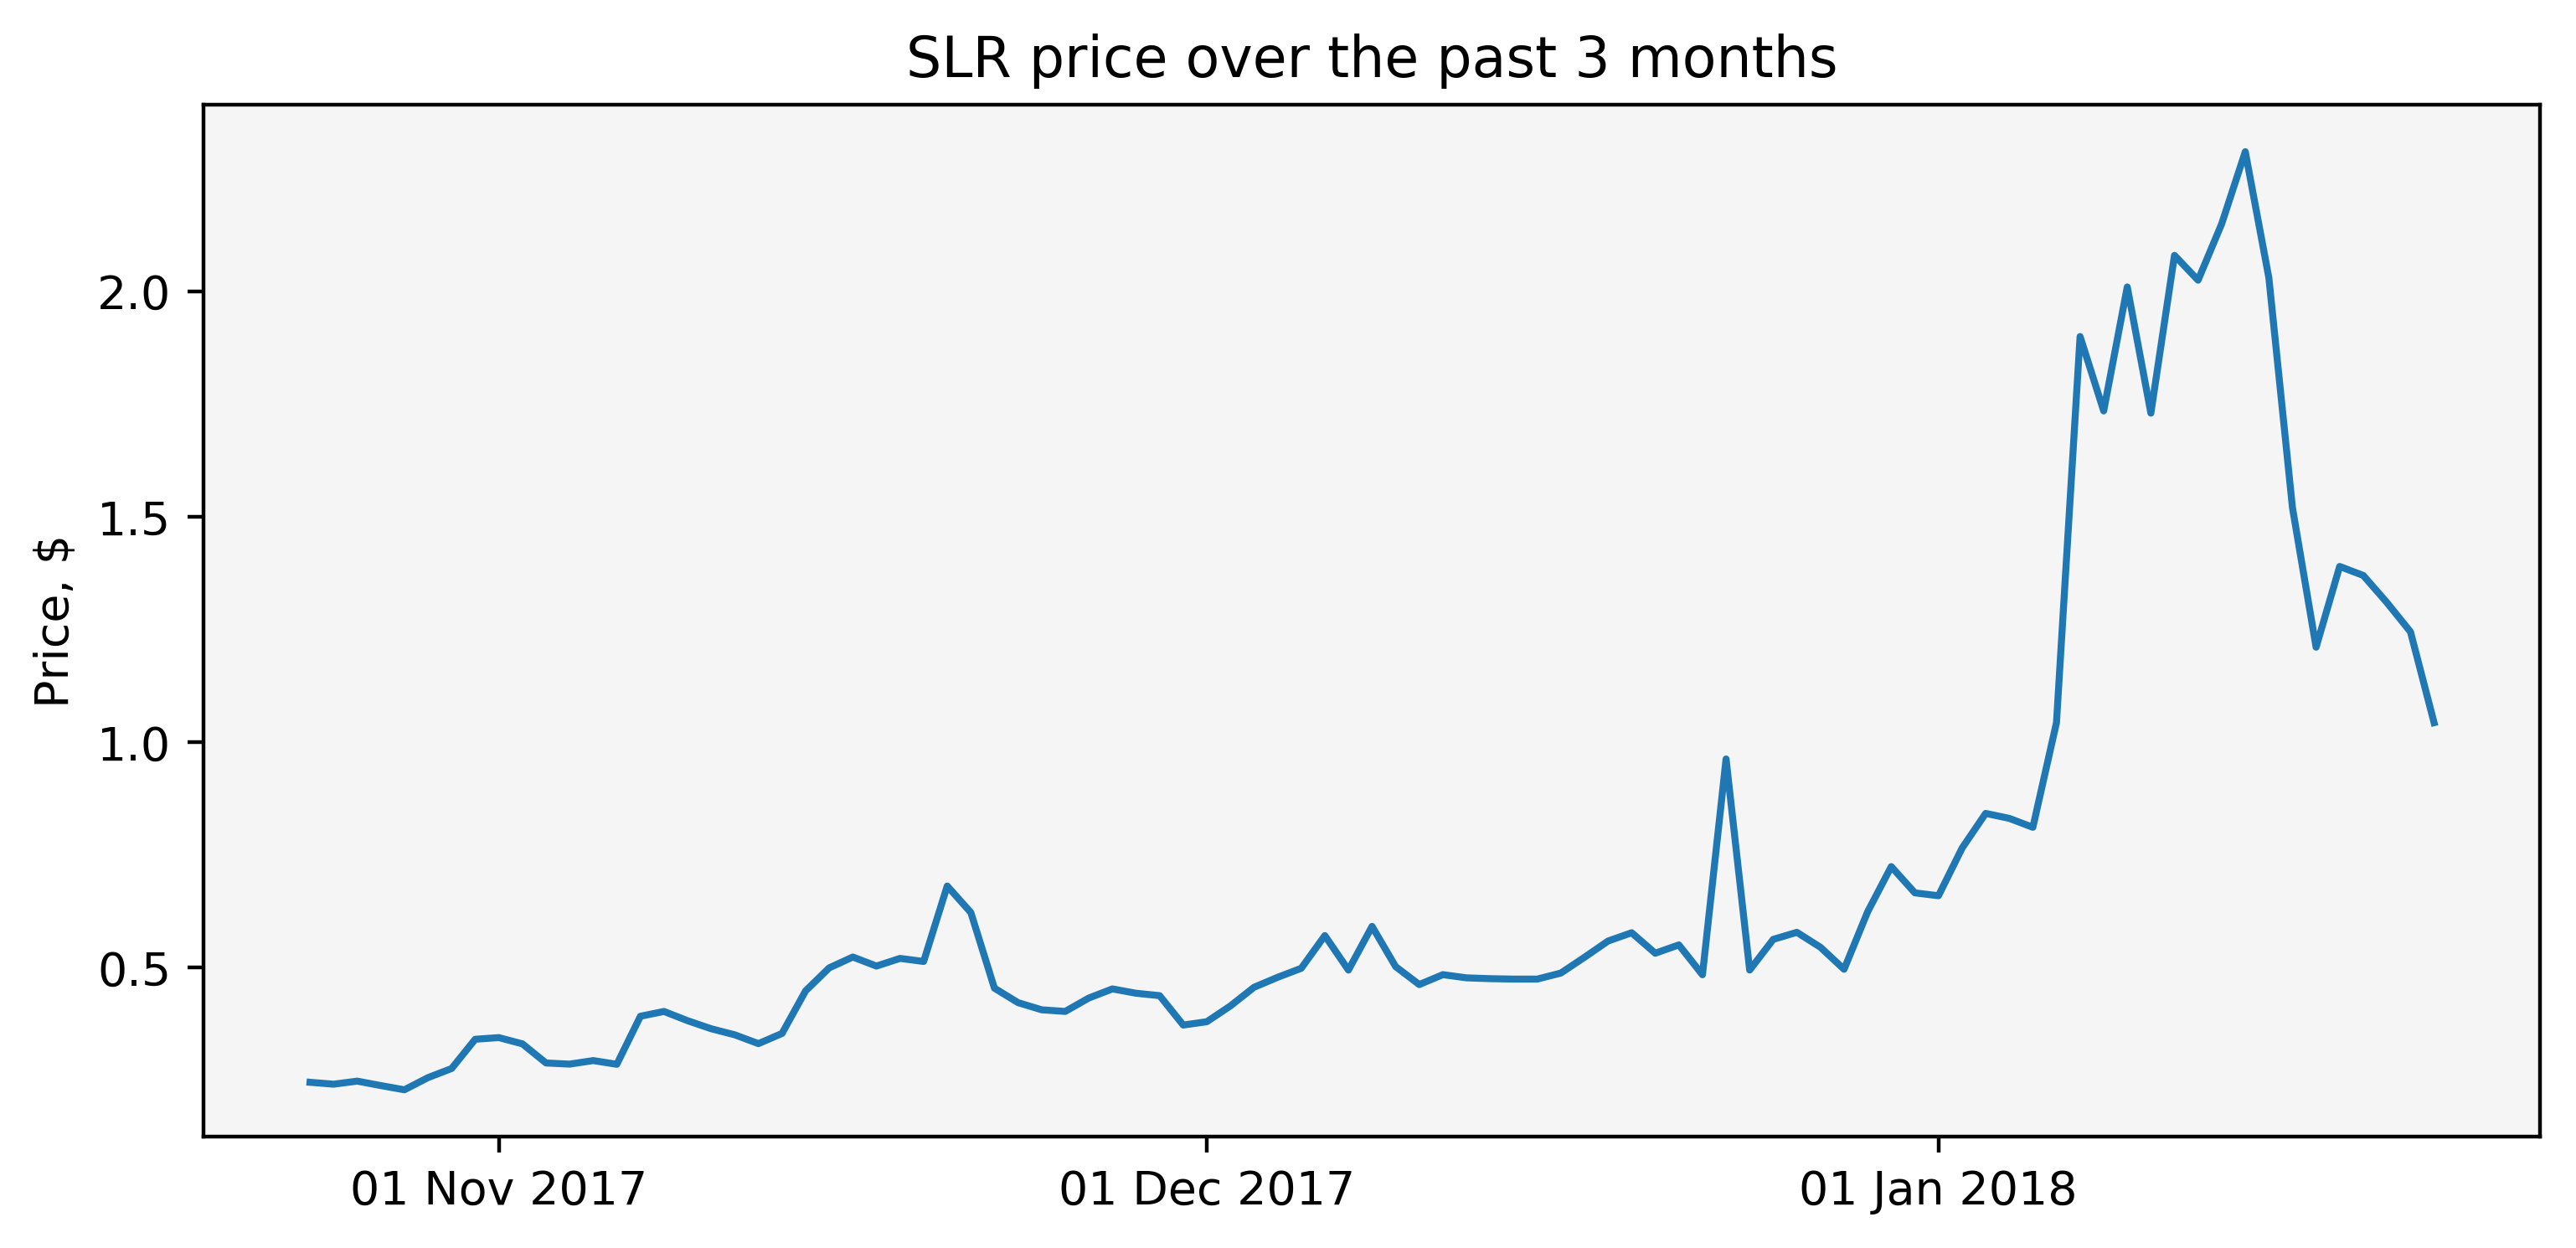 SLR price over the past 3 months
Price, $
2.0
1.5
1.0
0.5
01 Nov 2017
01 Dec 2017
01 Jan 2018